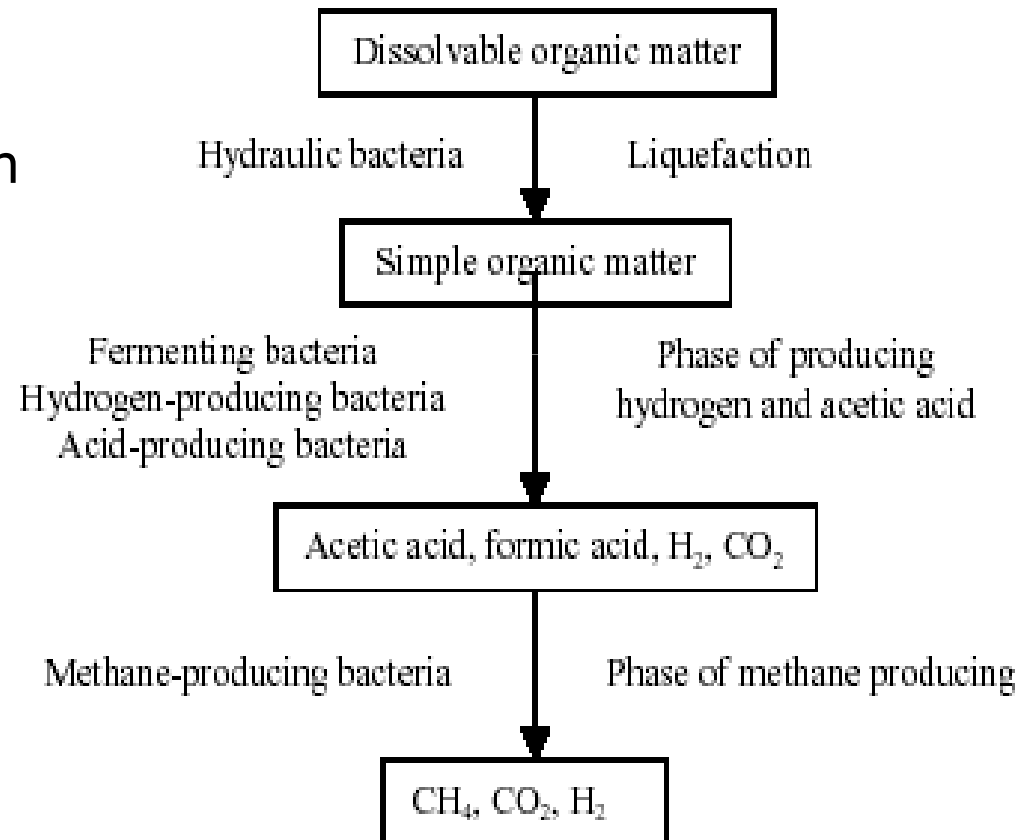 Dissolvable organic matter
n
Hydraulic bacteria
Liquefaction
Simple organic matter
Fermenting bacteria
Hydrogen-producing bacteria
Acid-producing bacteria
Phase of producing
hydrogen and acetic acid
Acetic acid, formic acid, H₂, CO₂
Methane-producing bacteria
Phase of methane producing
CH₄, CO₂, H₂